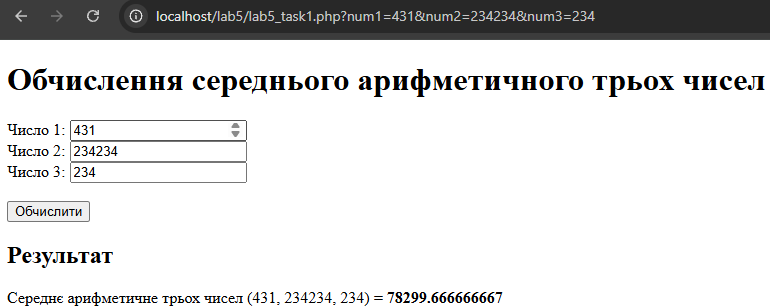 localhost/lab5/lab5_task1.php?num1=431&num2=234234&num3=234
Обчислення середнього арифметичного трьох чисел
Число 1: 431
Число 2: 234234
Число 3: 234
Обчислити
Результат
Середнє арифметичне трьох чисел (431, 234234, 234) = 78299.666666667